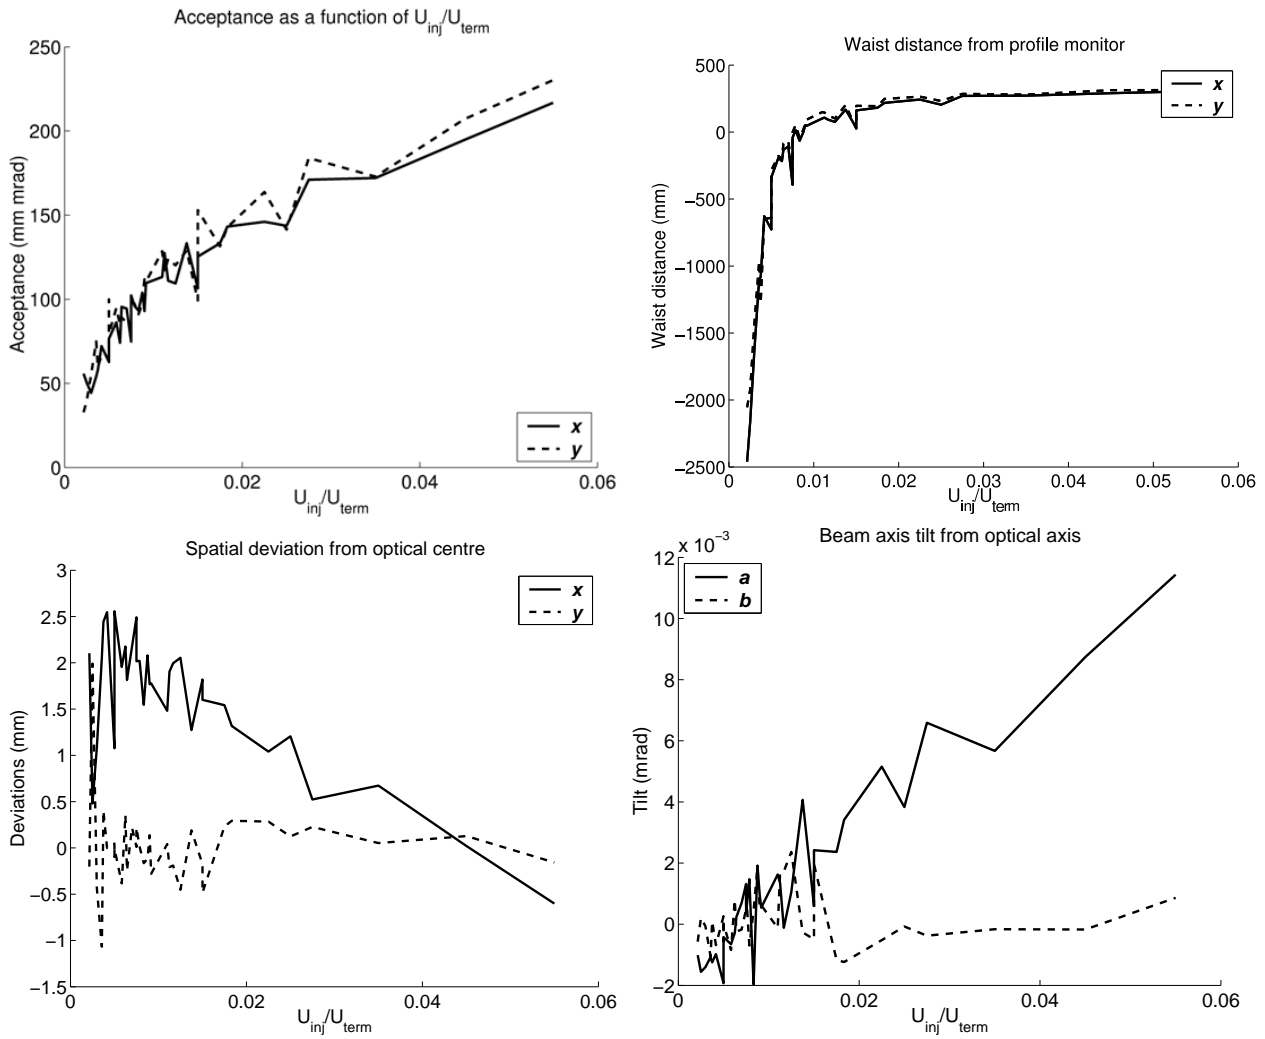 Acceptance as a function of U_inj/U_term
250
200
150
100
50
0
Acceptance (mm mrad)
x
y
0 0.02 0.04 0.06
U_inj/U_term
Waist distance from profile monitor
500
0
−500
−1000
−1500
−2000
−2500
Waist distance (mm)
x
y
0 0.01 0.02 0.03 0.04 0.05 0.06
U_inj/U_term
Spatial deviation from optical centre
3
2.5
2
1.5
1
0.5
0
−0.5
−1
−1.5
Deviations (mm)
x
y
0 0.02 0.04 0.06
U_inj/U_term
Beam axis tilt from optical axis
x 10^−3
12
10
8
6
4
2
0
−2
Tilt (mrad)
a
b
0 0.02 0.04 0.06
U_inj/U_term